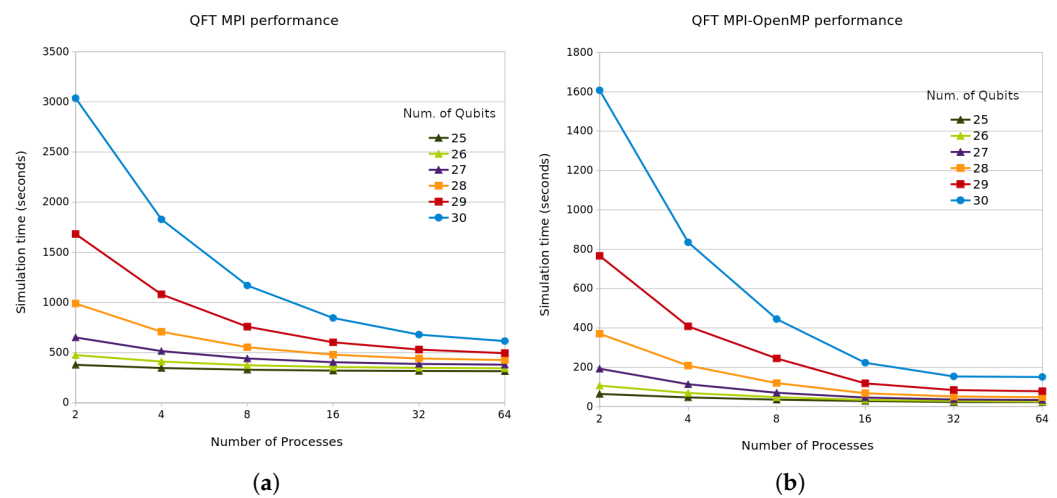 QFT MPI performance
Simulation time (seconds)
3500
3000
2500
2000
1500
1000
500
0
2 4 8 16 32 64
Number of Processes
Num. of Qubits
25
26
27
28
29
30
(a)
QFT MPI-OpenMP performance
Simulation time (seconds)
1800
1600
1400
1200
1000
800
600
400
200
0
2 4 8 16 32 64
Number of Processes
Num. of Qubits
25
26
27
28
29
30
(b)